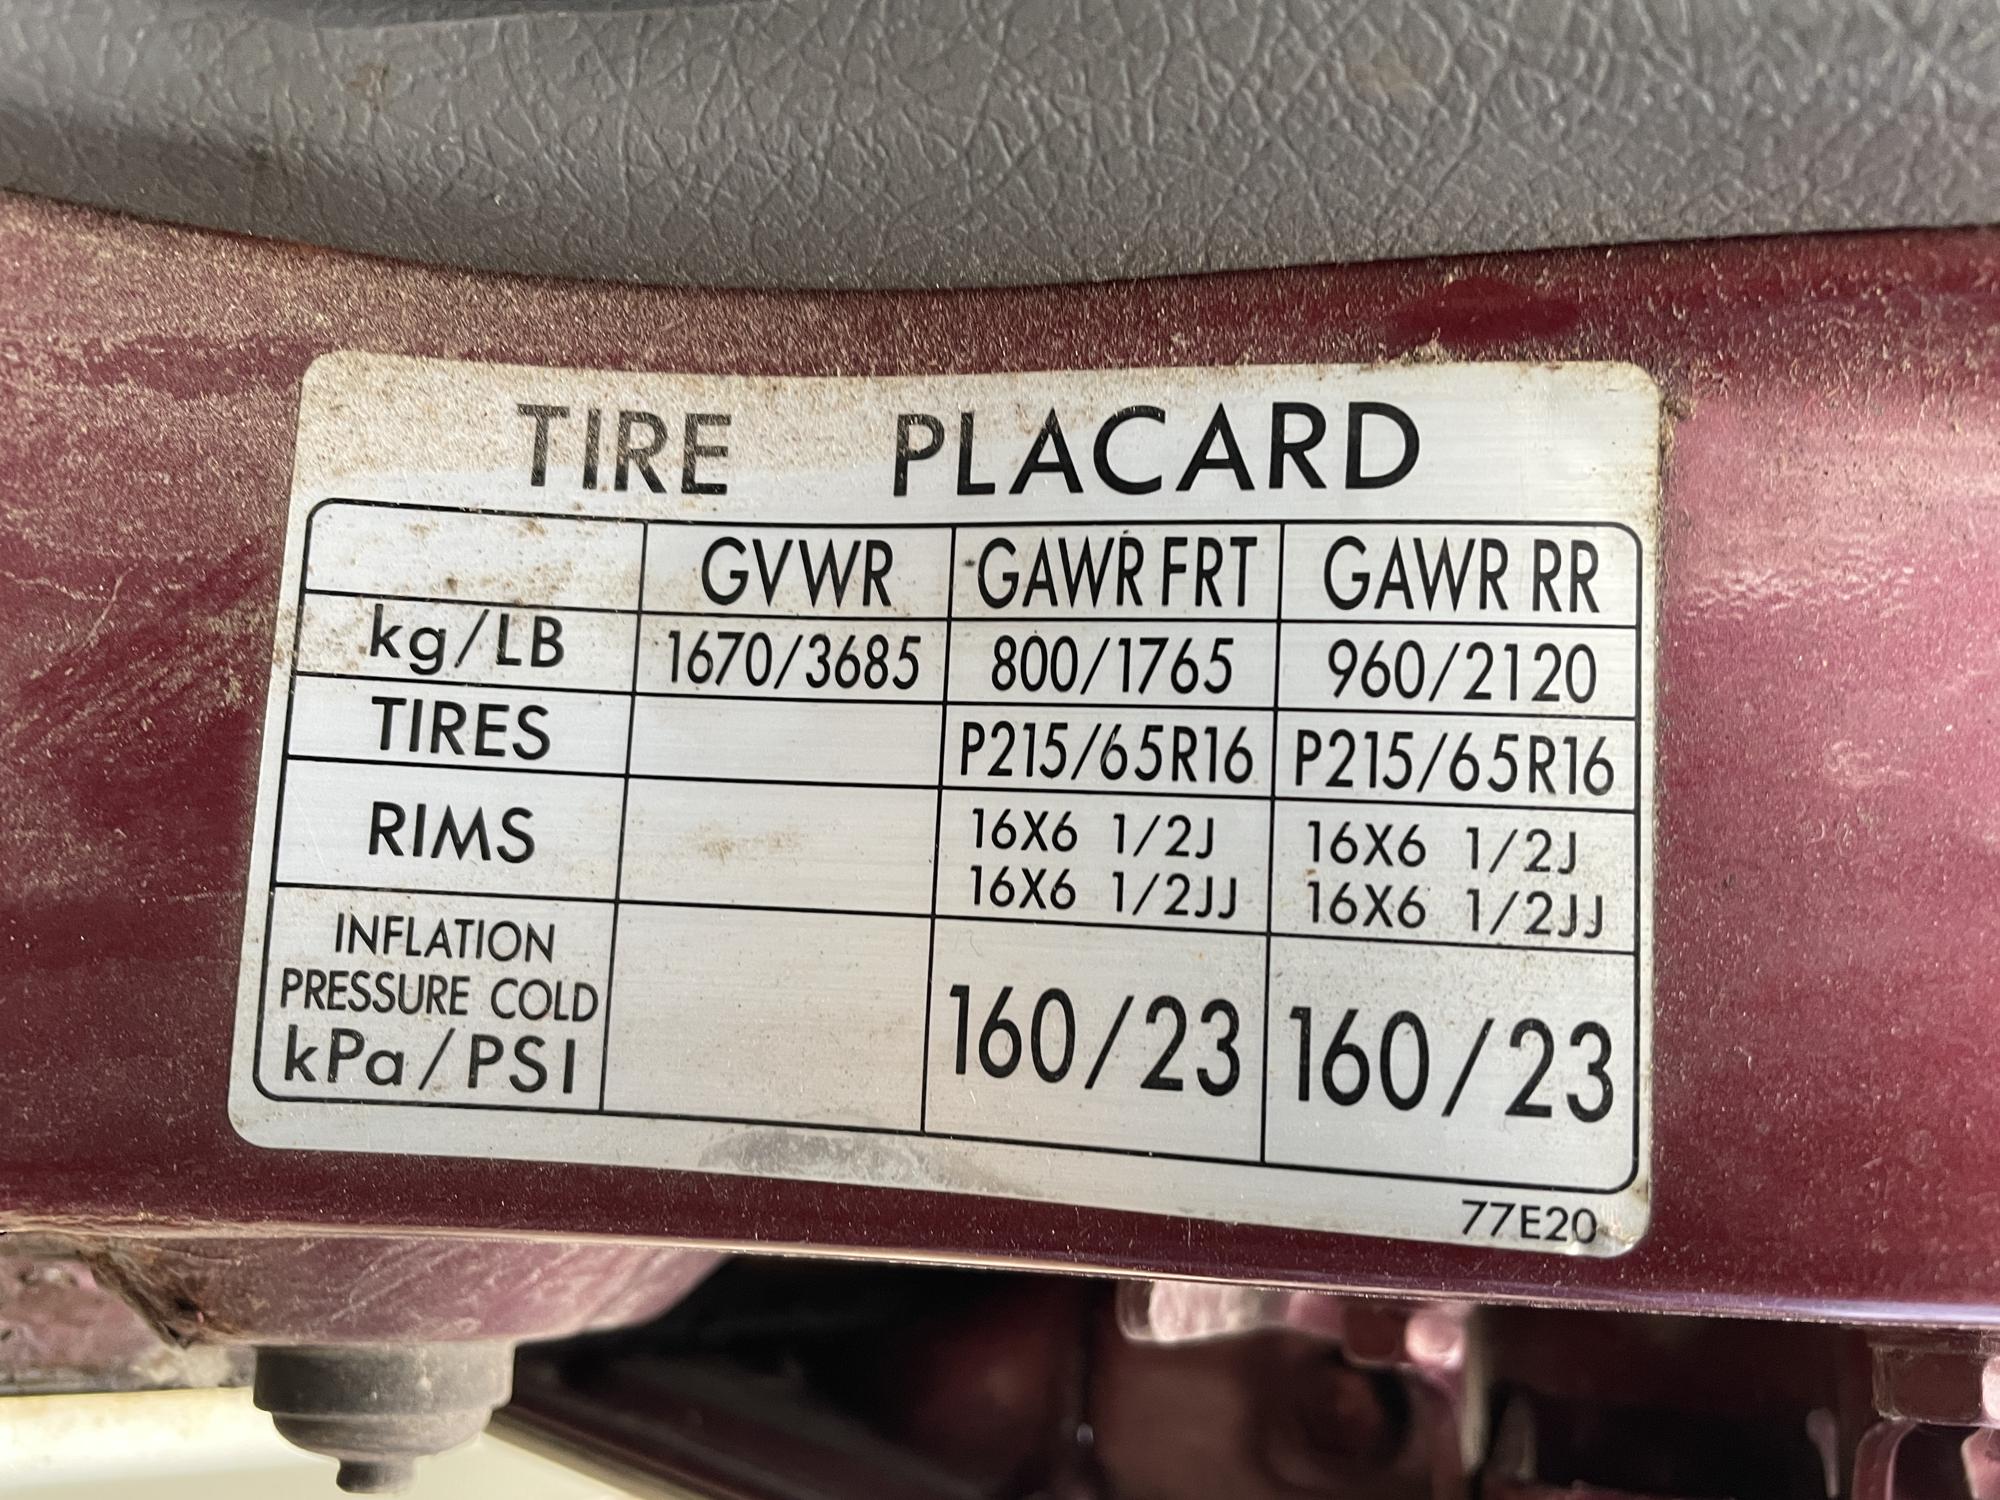 TIRE PLACARD
GVWR GAWR FRT GAWR RR
kg/LB 1670/3685 800/1765 960/2120
TIRES P215/65R16 P215/65R16
RIMS 16X6 1/2J 16X6 1/2J
16X6 1/2JJ 16X6 1/2JJ
INFLATION
PRESSURE COLD
kPa/PSI 160/23 160/23
77E20